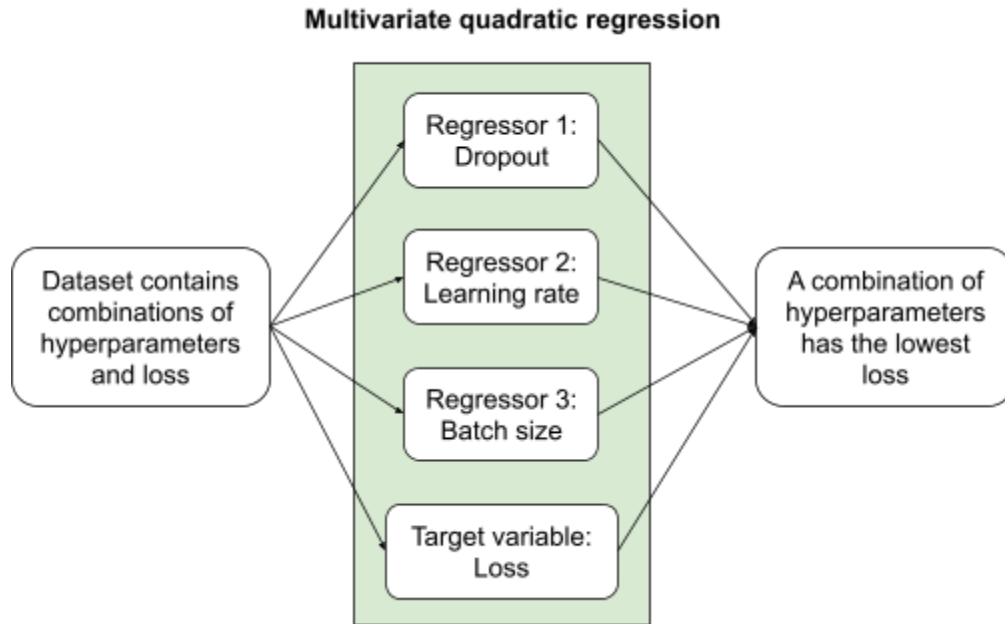 Multivariate quadratic regression
Dataset contains
combinations of
hyperparameters
and loss
Regressor 1:
Dropout
Regressor 2:
Learning rate
Regressor 3:
Batch size
Target variable:
Loss
A combination of
hyperparameters
has the lowest
loss